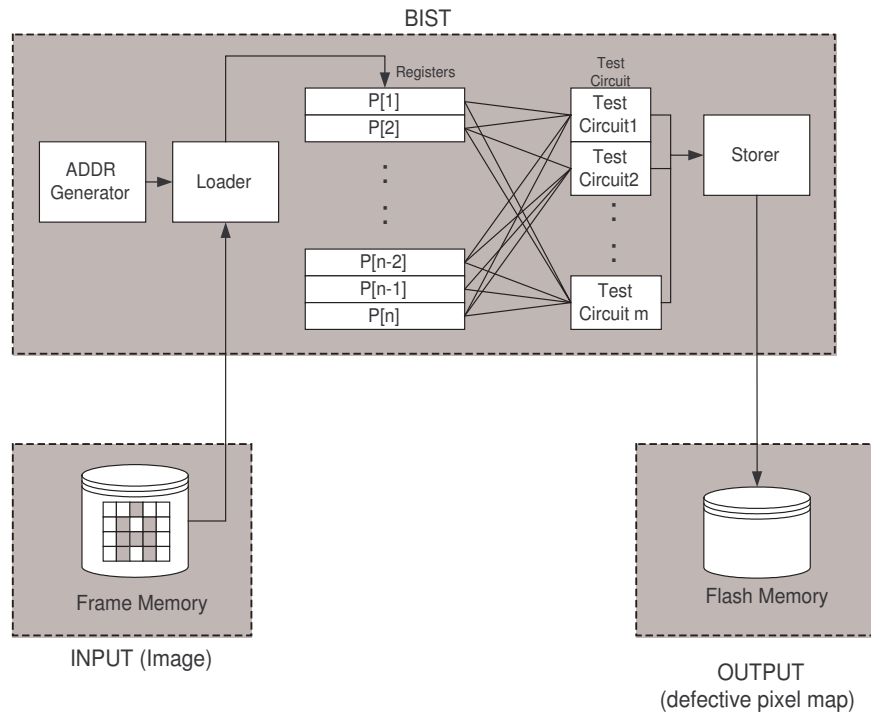 BIST
Registers
Test
Circuit
P[1]
P[2]
ADDR
Generator
Loader
Test
Circuit1
Test
Circuit2
Storer
P[n-2]
P[n-1]
P[n]
Test
Circuit m
Frame Memory
INPUT (Image)
Flash Memory
OUTPUT
(defective pixel map)